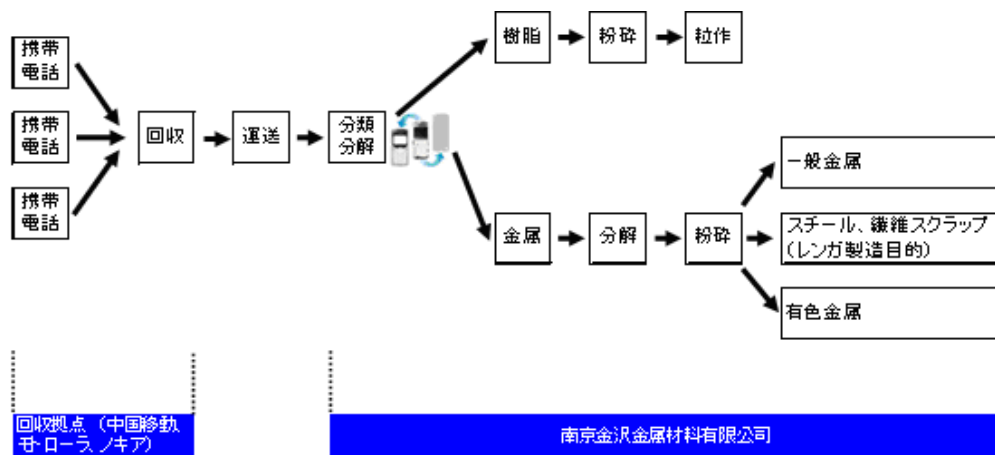 携帯
電話
携帯
電話
携帯
電話
回収
運送
分類
分解
樹脂
粉砕
粒作
金属
分解
粉砕
一般金属
スチール、繊維スクラップ
(レンガ製造目的)
有色金属
回収拠点（中国移動、
モトローラ、ノキア）
南京金沢金属材料有限公司